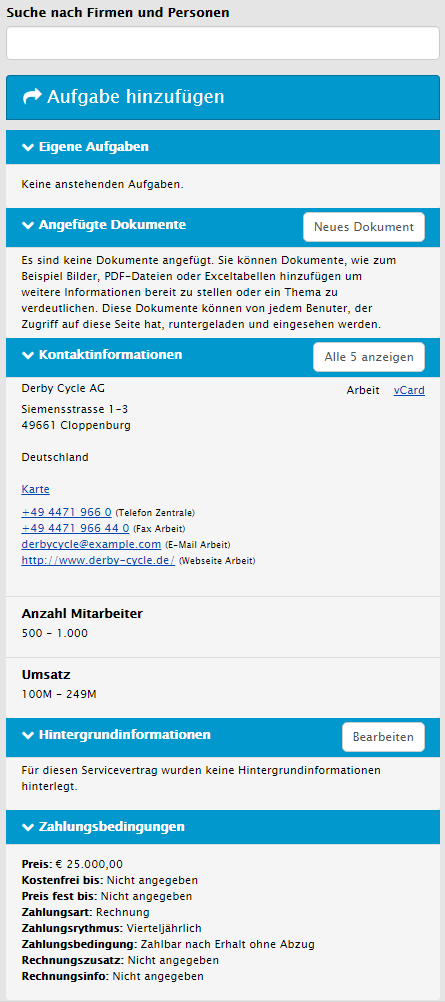 Suche nach Firmen und Personen
Aufgabe hinzufügen
Eigene Aufgaben
Keine anstehenden Aufgaben.
Angefügte Dokumente Neues Dokument
Es sind keine Dokumente angefügt. Sie können Dokumente, wie zum
Beispiel Bilder, PDF-Dateien oder Exceltabellen hinzufügen um
weitere Informationen bereit zu stellen oder ein Thema zu
verdeutlichen. Diese Dokumente können von jedem Benuter, der
Zugriff auf diese Seite hat, runtergeladen und eingesehen werden.
Kontaktinformationen Alle 5 anzeigen
Derby Cycle AG Arbeit vCard
Siemensstrasse 1-3
49661 Cloppenburg
Deutschland
Karte
+49 4471 966 0 (Telefon Zentrale)
+49 4471 966 44 0 (Fax Arbeit)
derbycycle@example.com (E-Mail Arbeit)
http://www.derby-cycle.de/ (Webseite Arbeit)
Anzahl Mitarbeiter
500 - 1.000
Umsatz
100M - 249M
Hintergrundinformationen Bearbeiten
Für diesen Servicevertrag wurden keine Hintergrundinformationen
hinterlegt.
Zahlungsbedingungen
Preis: € 25.000,00
Kostenfrei bis: Nicht angegeben
Preis fest bis: Nicht angegeben
Zahlungsart: Rechnung
Zahlungsrythmus: Vierteljährlich
Zahlungsbedingung: Zahlbar nach Erhalt ohne Abzug
Rechnungszusatz: Nicht angegeben
Rechnungsinfo: Nicht angegeben